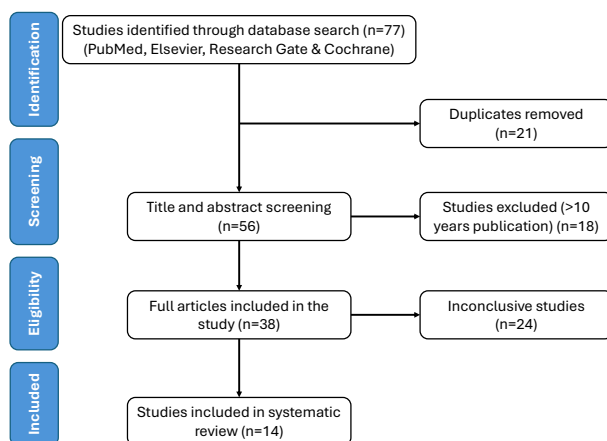 Identification
Studies identified through database search (n=77)
(PubMed, Elsevier, Research Gate & Cochrane)
Duplicates removed
(n=21)
Screening
Title and abstract screening
(n=56)
Studies excluded (>10
years publication) (n=18)
Eligibility
Full articles included in the
study (n=38)
Inconclusive studies
(n=24)
Included
Studies included in systematic
review (n=14)